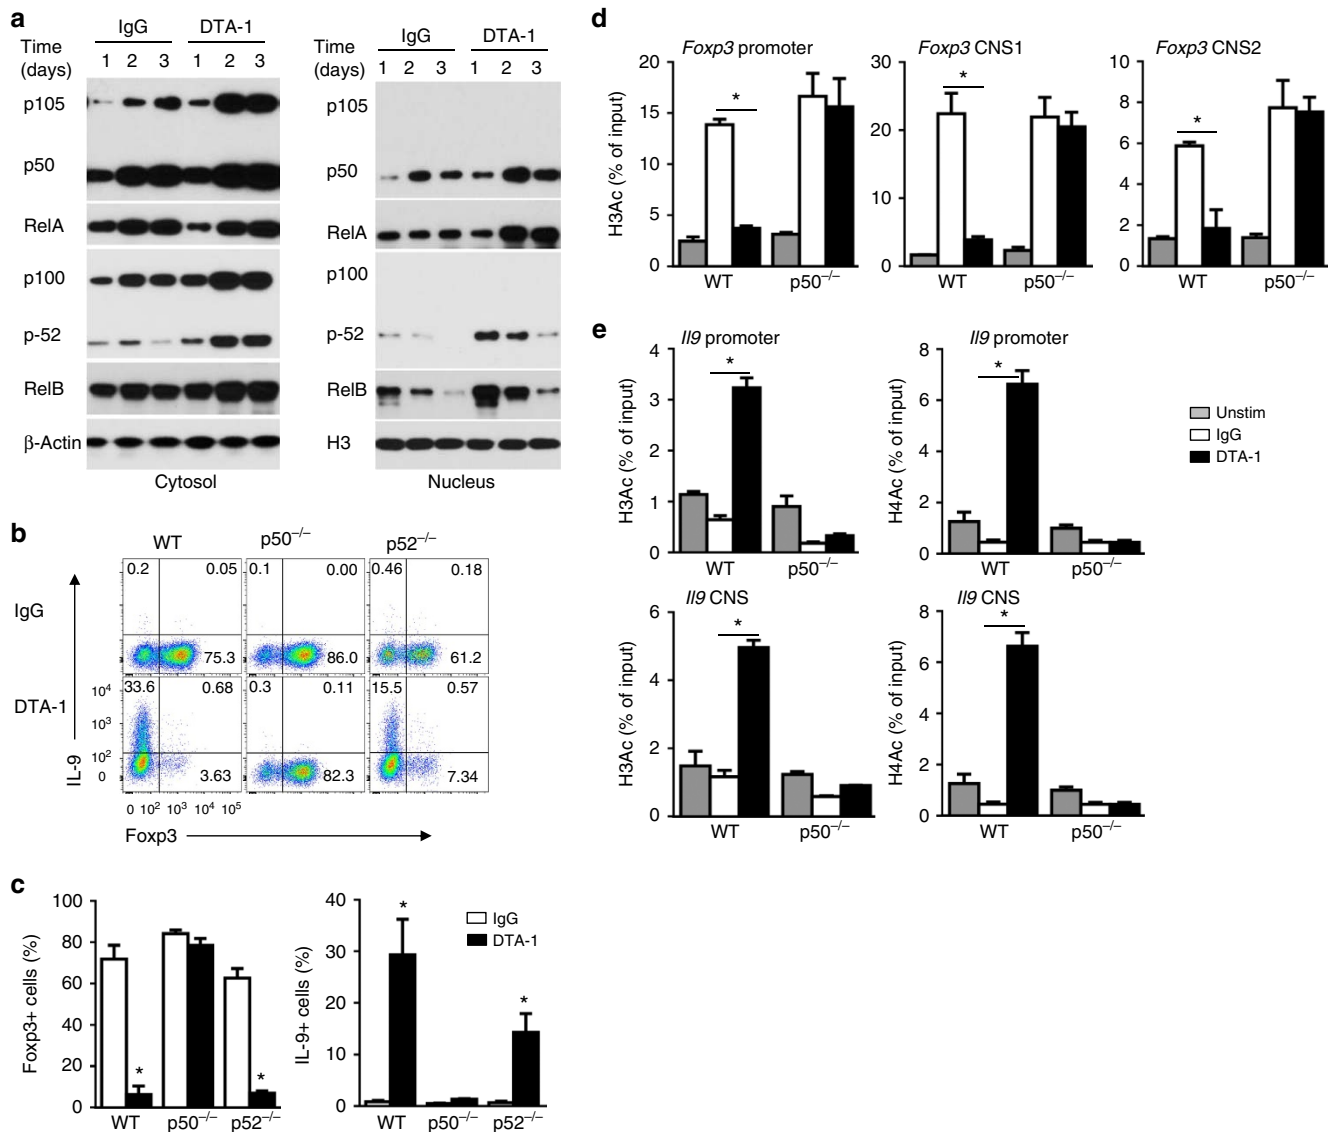 a
IgG DTA-1
Time (days) 1 2 3 1 2 3
p105
p50
RelA
p100
p-52
RelB
β-Actin
Cytosol
IgG DTA-1
Time (days) 1 2 3 1 2 3
p105
p50
RelA
p100
p-52
RelB
H3
Nucleus
b
WT p50–/– p52–/–
IgG
0.2 0.05 0.1 0.00 0.46 0.18
75.3 86.0 61.2
DTA-1
33.6 0.68 0.3 0.11 15.5 0.57
3.63 82.3 7.34
IL-9
10⁴
10³
10²
0
0 10² 10³ 10⁴ 10⁵
Foxp3
c
Foxp3+ cells (%)
100
80
60
40
20
0
* *
WT p50–/– p52–/–
IL-9+ cells (%)
40
30
20
10
0
* *
WT p50–/– p52–/–
IgG
DTA-1
d
Foxp3 promoter
H3Ac (% of input)
20
15
10
5
0
*
WT p50–/–
Foxp3 CNS1
30
20
10
0
*
WT p50–/–
Foxp3 CNS2
10
8
6
4
2
0
*
WT p50–/–
e
Il9 promoter
H3Ac (% of input)
4
3
2
1
0
*
WT p50–/–
Il9 promoter
H4Ac (% of input)
8
6
4
2
0
*
WT p50–/–
Unstim
IgG
DTA-1
Il9 CNS
H3Ac (% of input)
6
4
2
0
*
WT p50–/–
Il9 CNS
H4Ac (% of input)
8
6
4
2
0
*
WT p50–/–